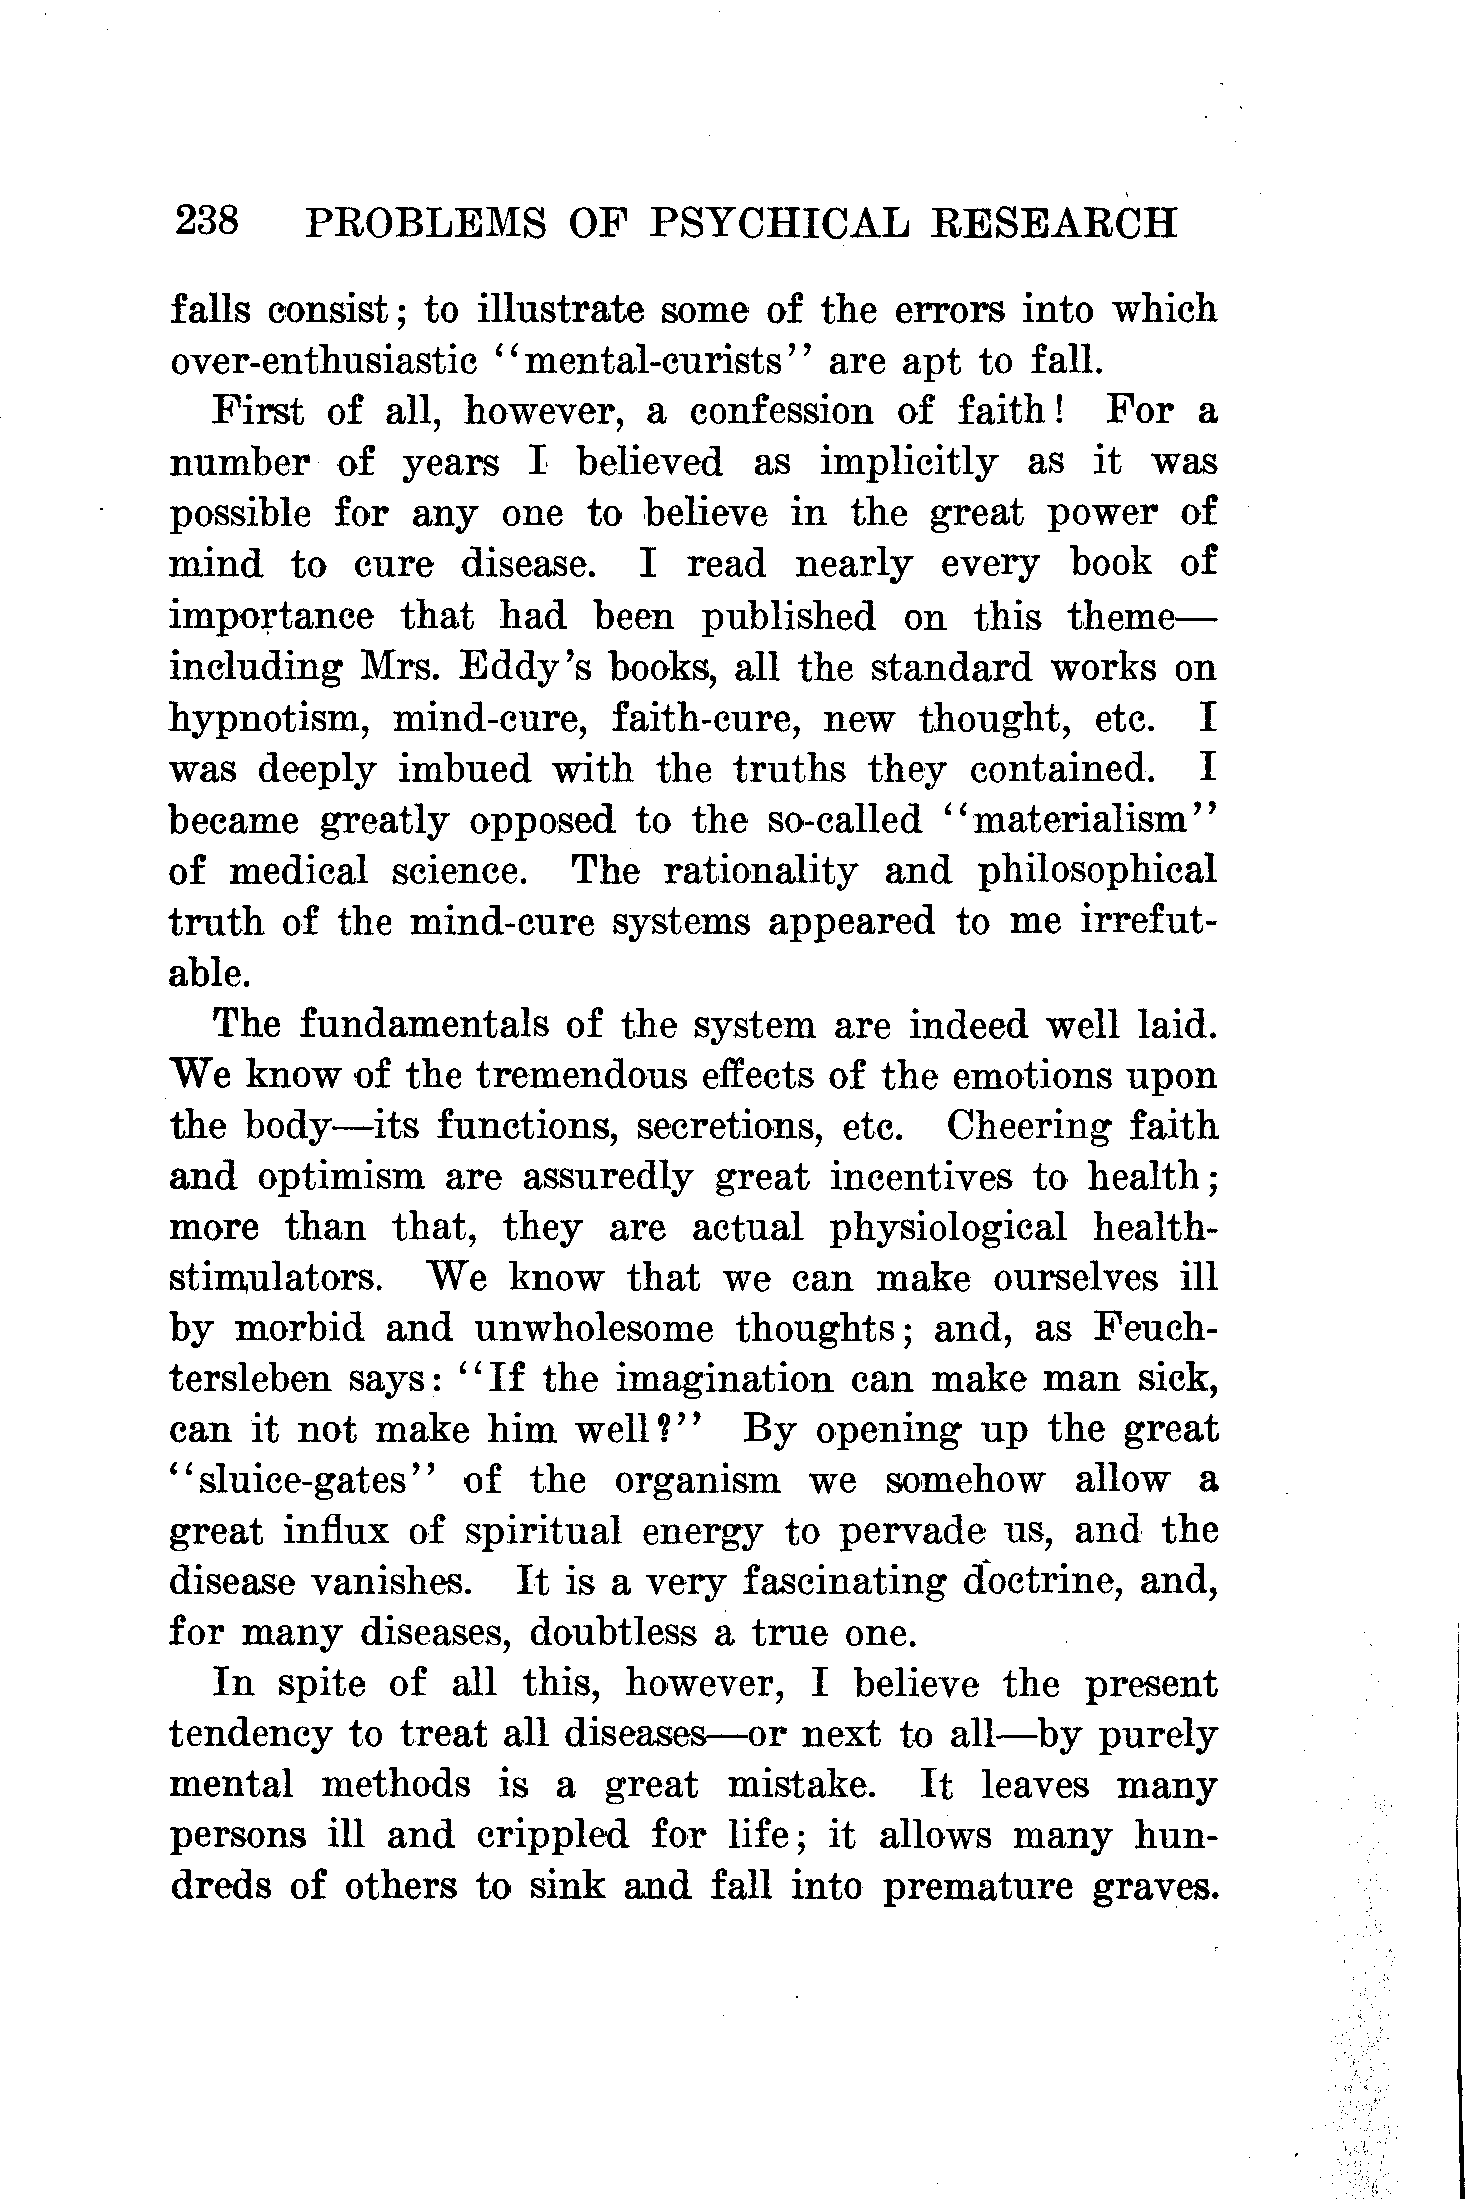 238 PROBLEMS OF PSYCHICAL RESEARCH
falls consist; to illustrate some of the errors into which
over-enthusiastic "mental-curists" are apt to fall.
First of all, however, a confession of faith! For a
number of years I believed as implicitly as it was
possible for any one to believe in the great power of
mind to cure disease. I read nearly every book of
importance that had been published on this theme—
including Mrs. Eddy's books, all the standard works on
hypnotism, mind-cure, faith-cure, new thought, etc. I
was deeply imbued with the truths they contained. I
became greatly opposed to the so-called "materialism"
of medical science. The rationality and philosophical
truth of the mind-cure systems appeared to me irrefut-
able.
The fundamentals of the system are indeed well laid.
We know of the tremendous effects of the emotions upon
the body—its functions, secretions, etc. Cheering faith
and optimism are assuredly great incentives to health;
more than that, they are actual physiological health-
stimulators. We know that we can make ourselves ill
by morbid and unwholesome thoughts; and, as Feuch-
tersleben says: "If the imagination can make man sick,
can it not make him well?" By opening up the great
"sluice-gates" of the organism we somehow allow a
great influx of spiritual energy to pervade us, and the
disease vanishes. It is a very fascinating doctrine, and,
for many diseases, doubtless a true one.
In spite of all this, however, I believe the present
tendency to treat all diseases—or next to all—by purely
mental methods is a great mistake. It leaves many
persons ill and crippled for life; it allows many hun-
dreds of others to sink and fall into premature graves.